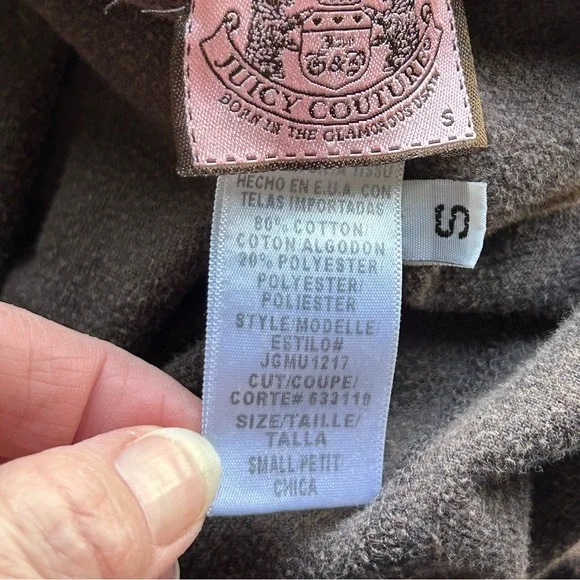 G&P
JUICY COUTURE
BORN IN THE GLAMOROUS USA
S
TISSU
HECHO EN E.U.A. CON
TELAS IMPORTADAS
80% COTTON/
COTON ALGODON
20% POLYESTER
POLYESTER/
POLIESTER
STYLE MODELLE/
ESTILO#
JGMU1217
CUT/COUPE/
CORTE# 633110
SIZE/TAILLE/
TALLA
SMALL/PETIT/
CHICA
S